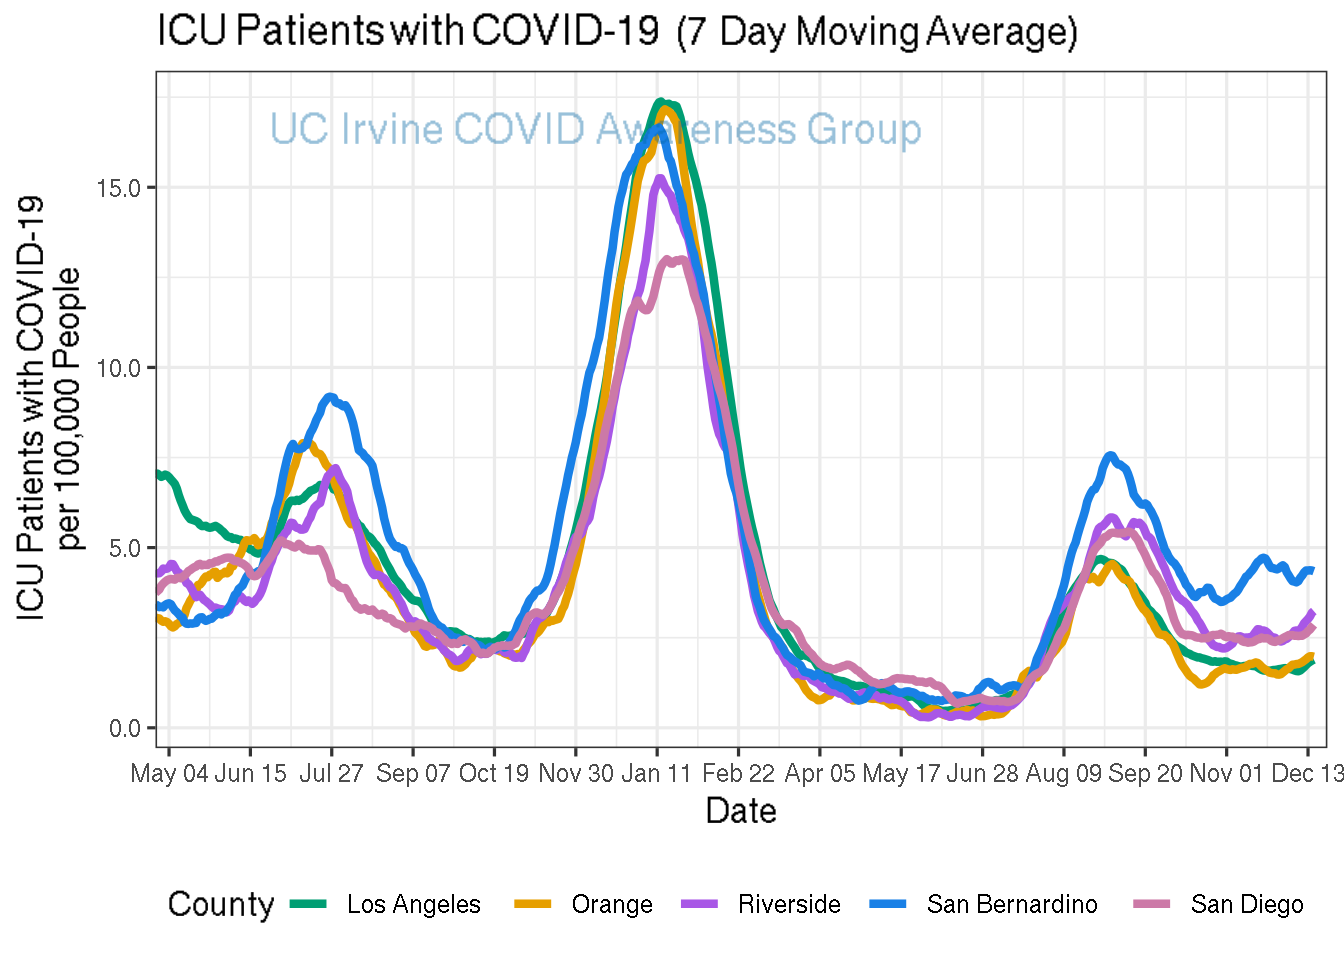 ICU Patients with COVID-19 (7 Day Moving Average)
UC Irvine COVID Awareness Group
ICU Patients with COVID-19
per 100,000 People
15.0
10.0
5.0
0.0
May 04 Jun 15 Jul 27 Sep 07 Oct 19 Nov 30 Jan 11 Feb 22 Apr 05 May 17 Jun 28 Aug 09 Sep 20 Nov 01 Dec 13
Date
County Los Angeles Orange Riverside San Bernardino San Diego